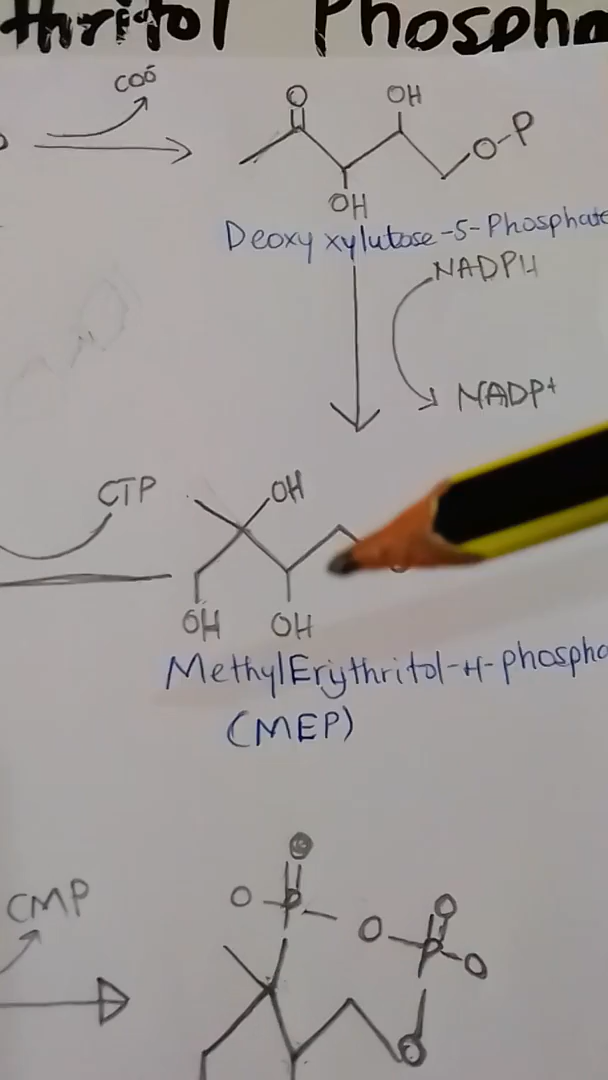 thritol Phospho
COO⁻
O
OH
O-P
OH
Deoxy xylulose-5-Phosphate
NADPH
NADP+
CTP
OH
OH
OH
MethylErythritol-4-phospho
(MEP)
O
CMP
O P O P O
O
O